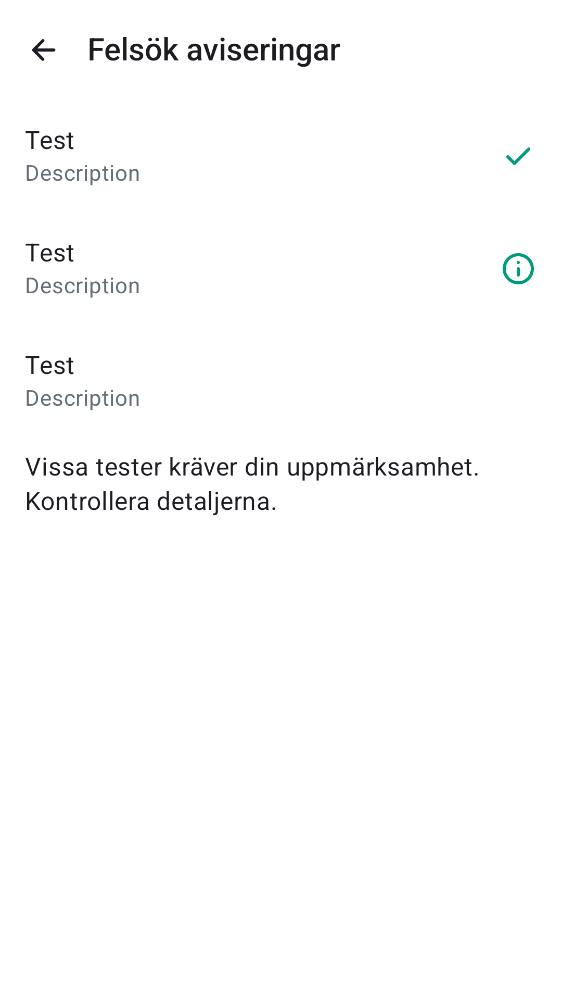 Felsök aviseringar
Test
Description
Test
Description
Test
Description
Vissa tester kräver din uppmärksamhet.
Kontrollera detaljerna.